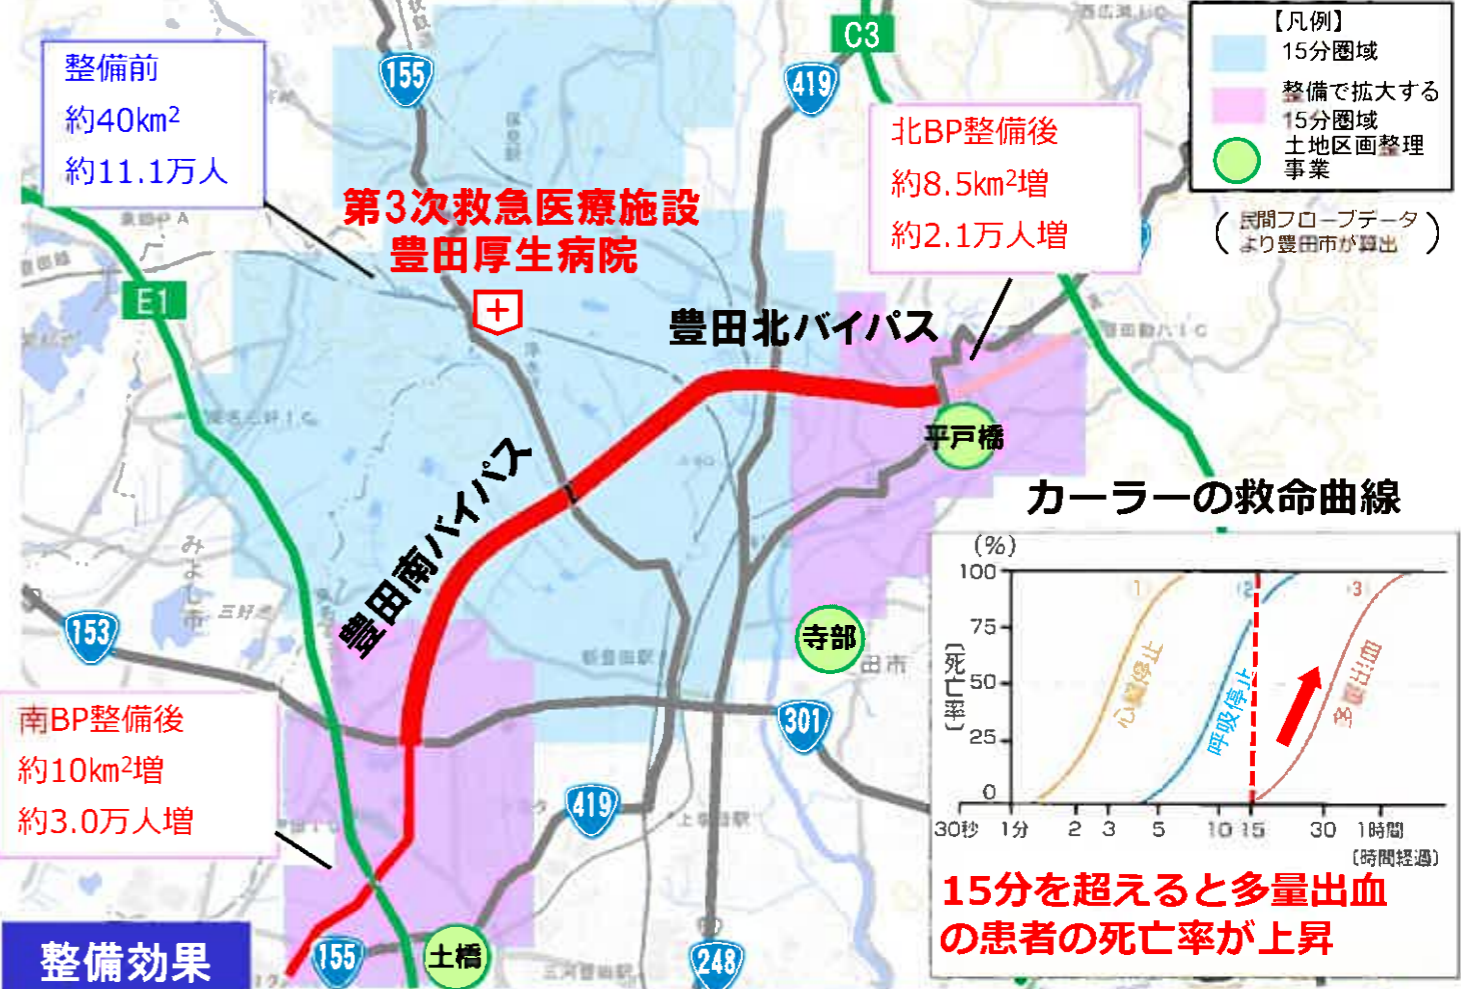 整備前
約40km²
約11.1万人
155
C3
419
【凡例】
15分圏域
整備で拡大する
15分圏域
土地区画整理
事業
(民間プローブデータ
より豊田市が算出)
北BP整備後
約8.5km²増
約2.1万人増
第3次救急医療施設
豊田厚生病院
E1
豊田北バイパス
平戸橋
豊田南バイパス
みよし市
三好池
153
寺部
田市
301
南BP整備後
約10km²増
約3.0万人増
419
155
土橋
248
整備効果
カーラーの救命曲線
(%)
100
75
50
25
0
〔死亡率〕
1
2
3
心臓停止
呼吸停止
多量出血
30秒 1分 2 3 5 10 15 30 1時間
〔時間経過〕
15分を超えると多量出血
の患者の死亡率が上昇